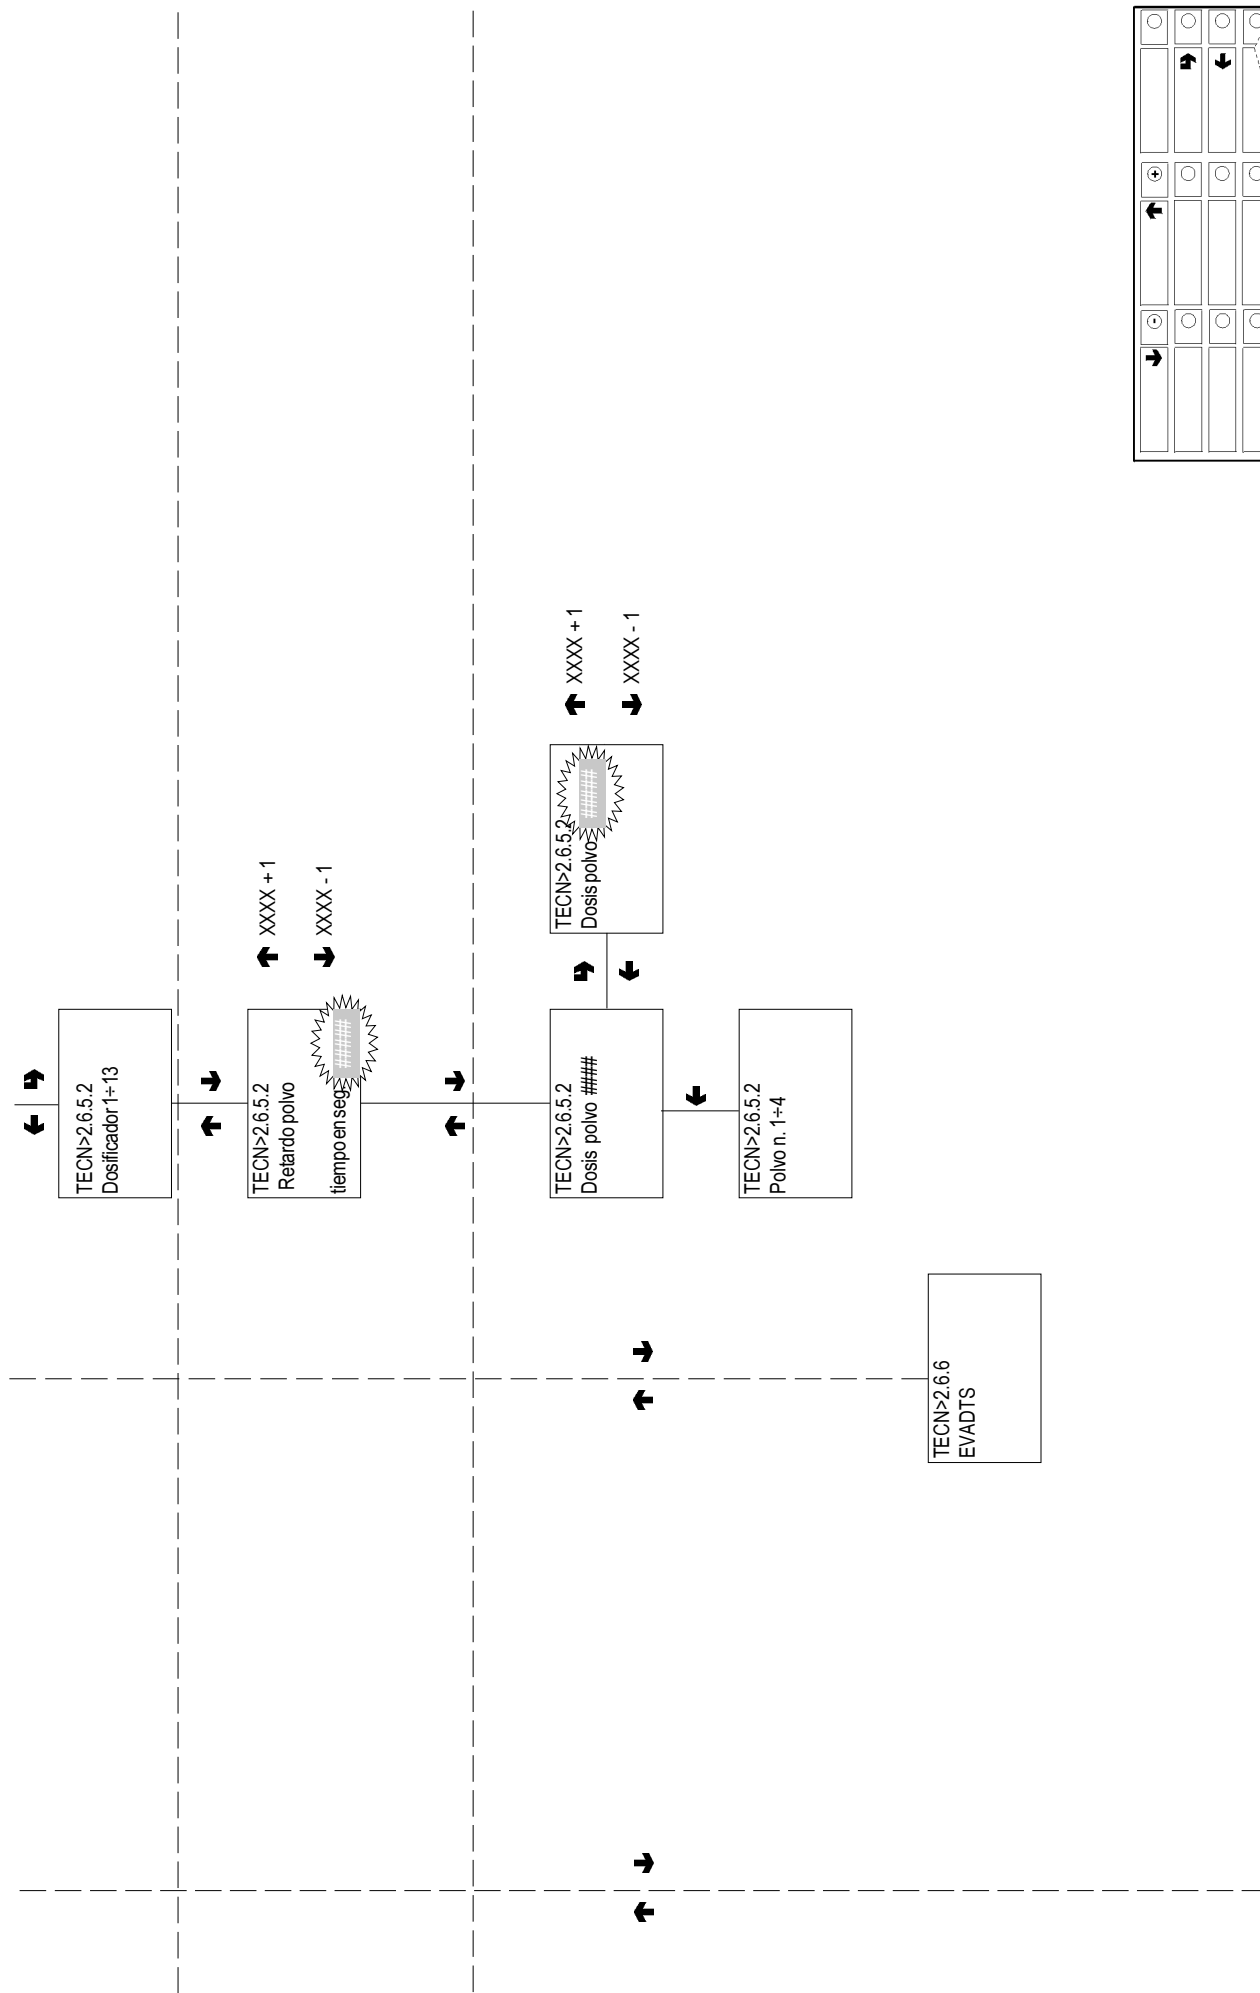 TECN>2.6.5.2
Dosificador 1÷13
TECN>2.6.5.2
Retardo polvo
tiempo en seg
####
XXXX + 1
XXXX - 1
TECN>2.6.5.2
Dosis polvo ####
TECN>2.6.5.2
Dosis polvo
####
XXXX + 1
XXXX - 1
TECN>2.6.5.2
Polvo n. 1÷4
TECN>2.6.6
EVADTS
+
-